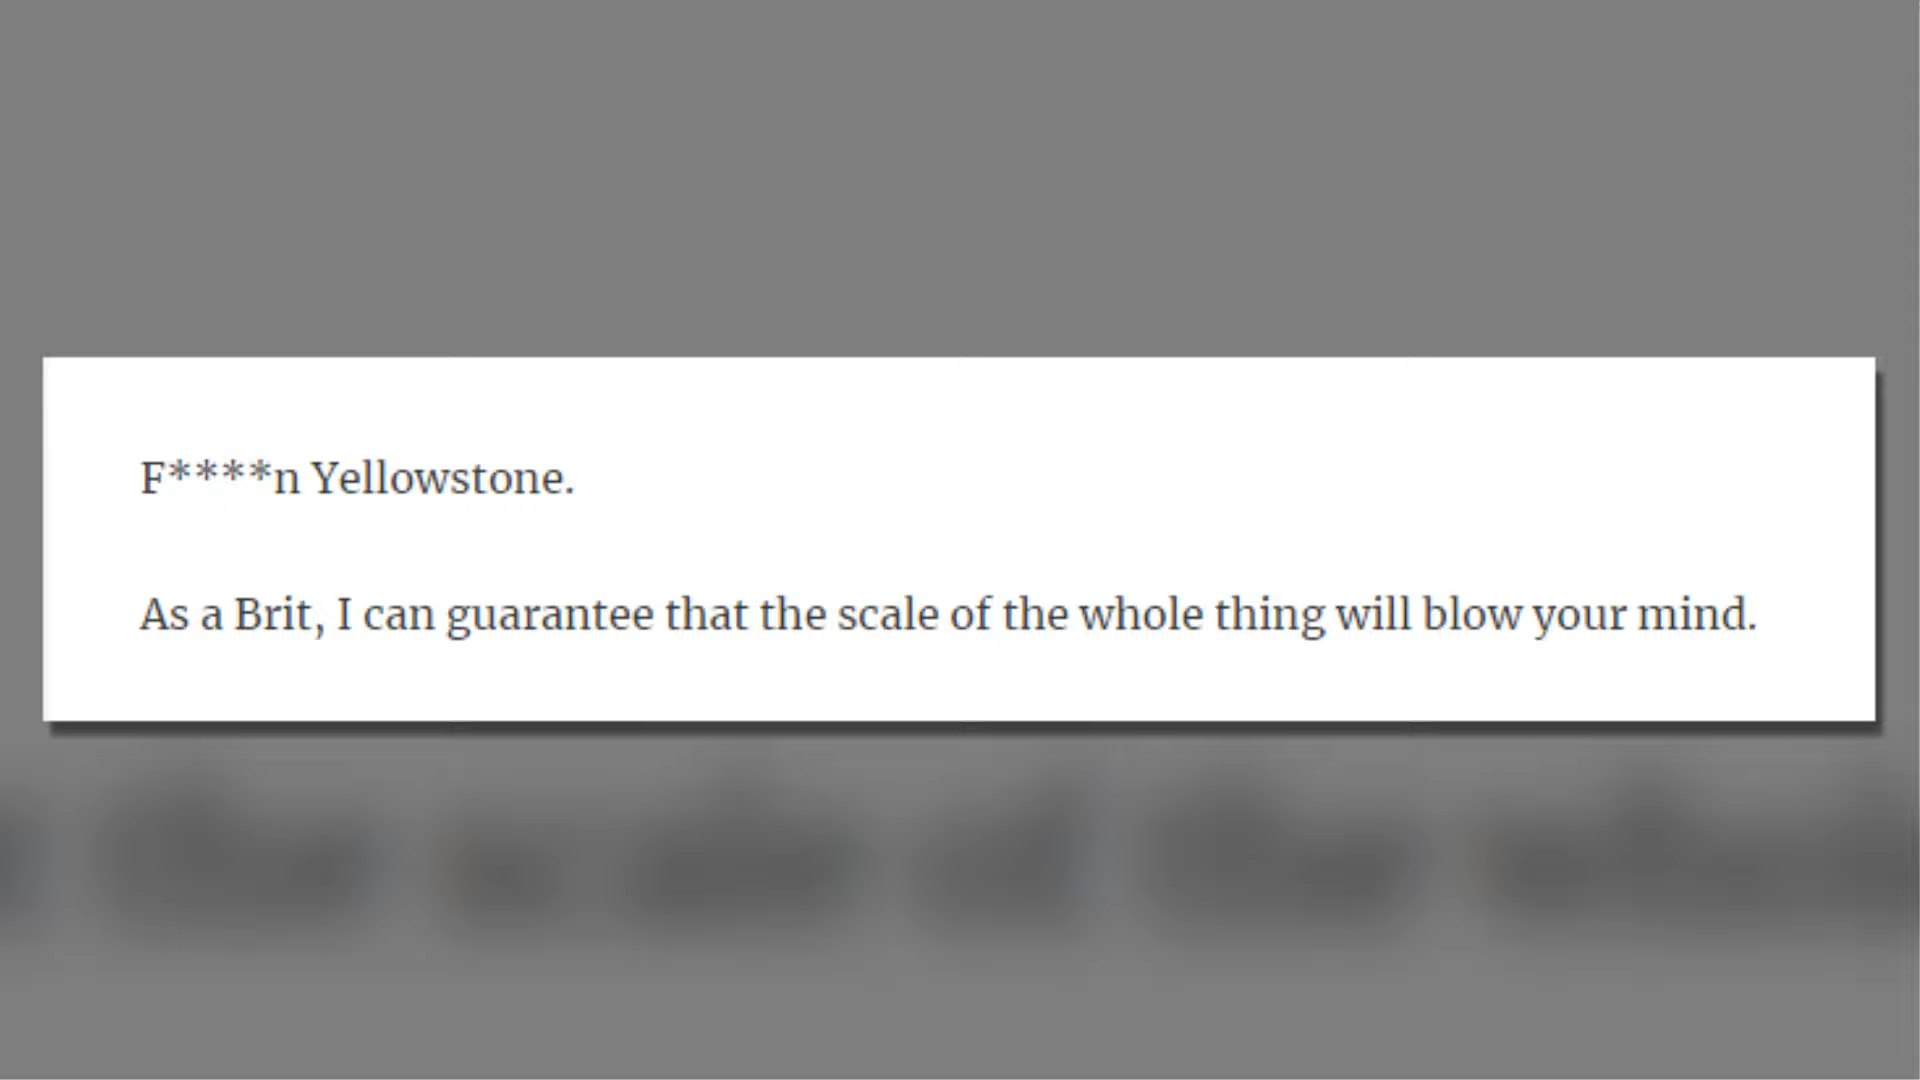 F****n Yellowstone.
As a Brit, I can guarantee that the scale of the whole thing will blow your mind.